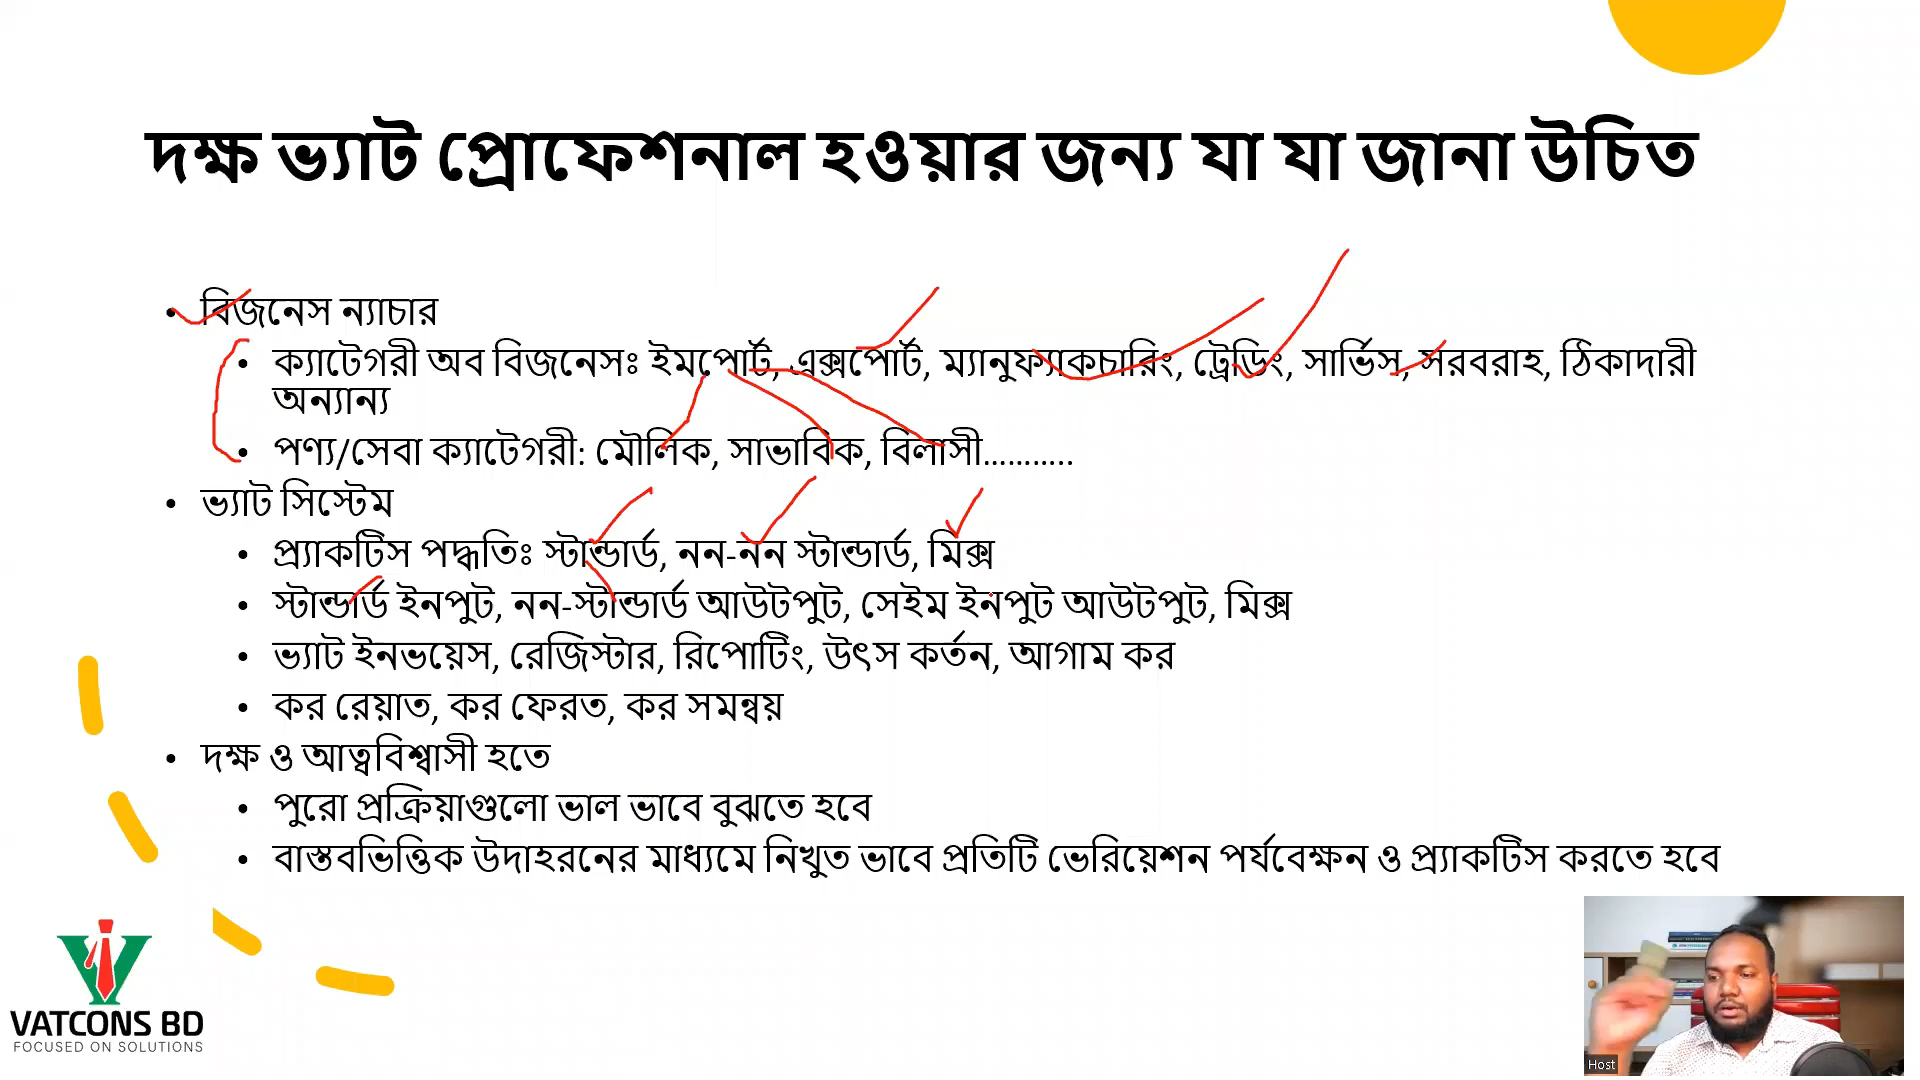 দক্ষ ভ্যাট প্রোফেশনাল হওয়ার জন্য যা যা জানা উচিত
• বিজনেস ন্যাচার
• ক্যাটেগরী অব বিজনেসঃ ইমপোর্ট, এক্সপোর্ট, ম্যানুফ্যাকচারিং, ট্রেডিং, সার্ভিস, সরবরাহ, ঠিকাদারী
অন্যান্য
• পণ্য/সেবা ক্যাটেগরী: মৌলিক, সাভাবিক, বিলাসী………..
• ভ্যাট সিস্টেম
• প্র্যাকটিস পদ্ধতিঃ স্টান্ডার্ড, নন-নন স্টান্ডার্ড, মিক্স
• স্টান্ডার্ড ইনপুট, নন-স্টান্ডার্ড আউটপুট, সেইম ইনপুট আউটপুট, মিক্স
• ভ্যাট ইনভয়েস, রেজিস্টার, রিপোটিং, উৎস কর্তন, আগাম কর
• কর রেয়াত, কর ফেরত, কর সমন্বয়
• দক্ষ ও আত্ববিশ্বাসী হতে
• পুরো প্রক্রিয়াগুলো ভাল ভাবে বুঝতে হবে
• বাস্তবভিত্তিক উদাহরনের মাধ্যমে নিখুত ভাবে প্রতিটি ভেরিয়েশন পর্যবেক্ষন ও প্র্যাকটিস করতে হবে
VATCONS BD
FOCUSED ON SOLUTIONS
Host